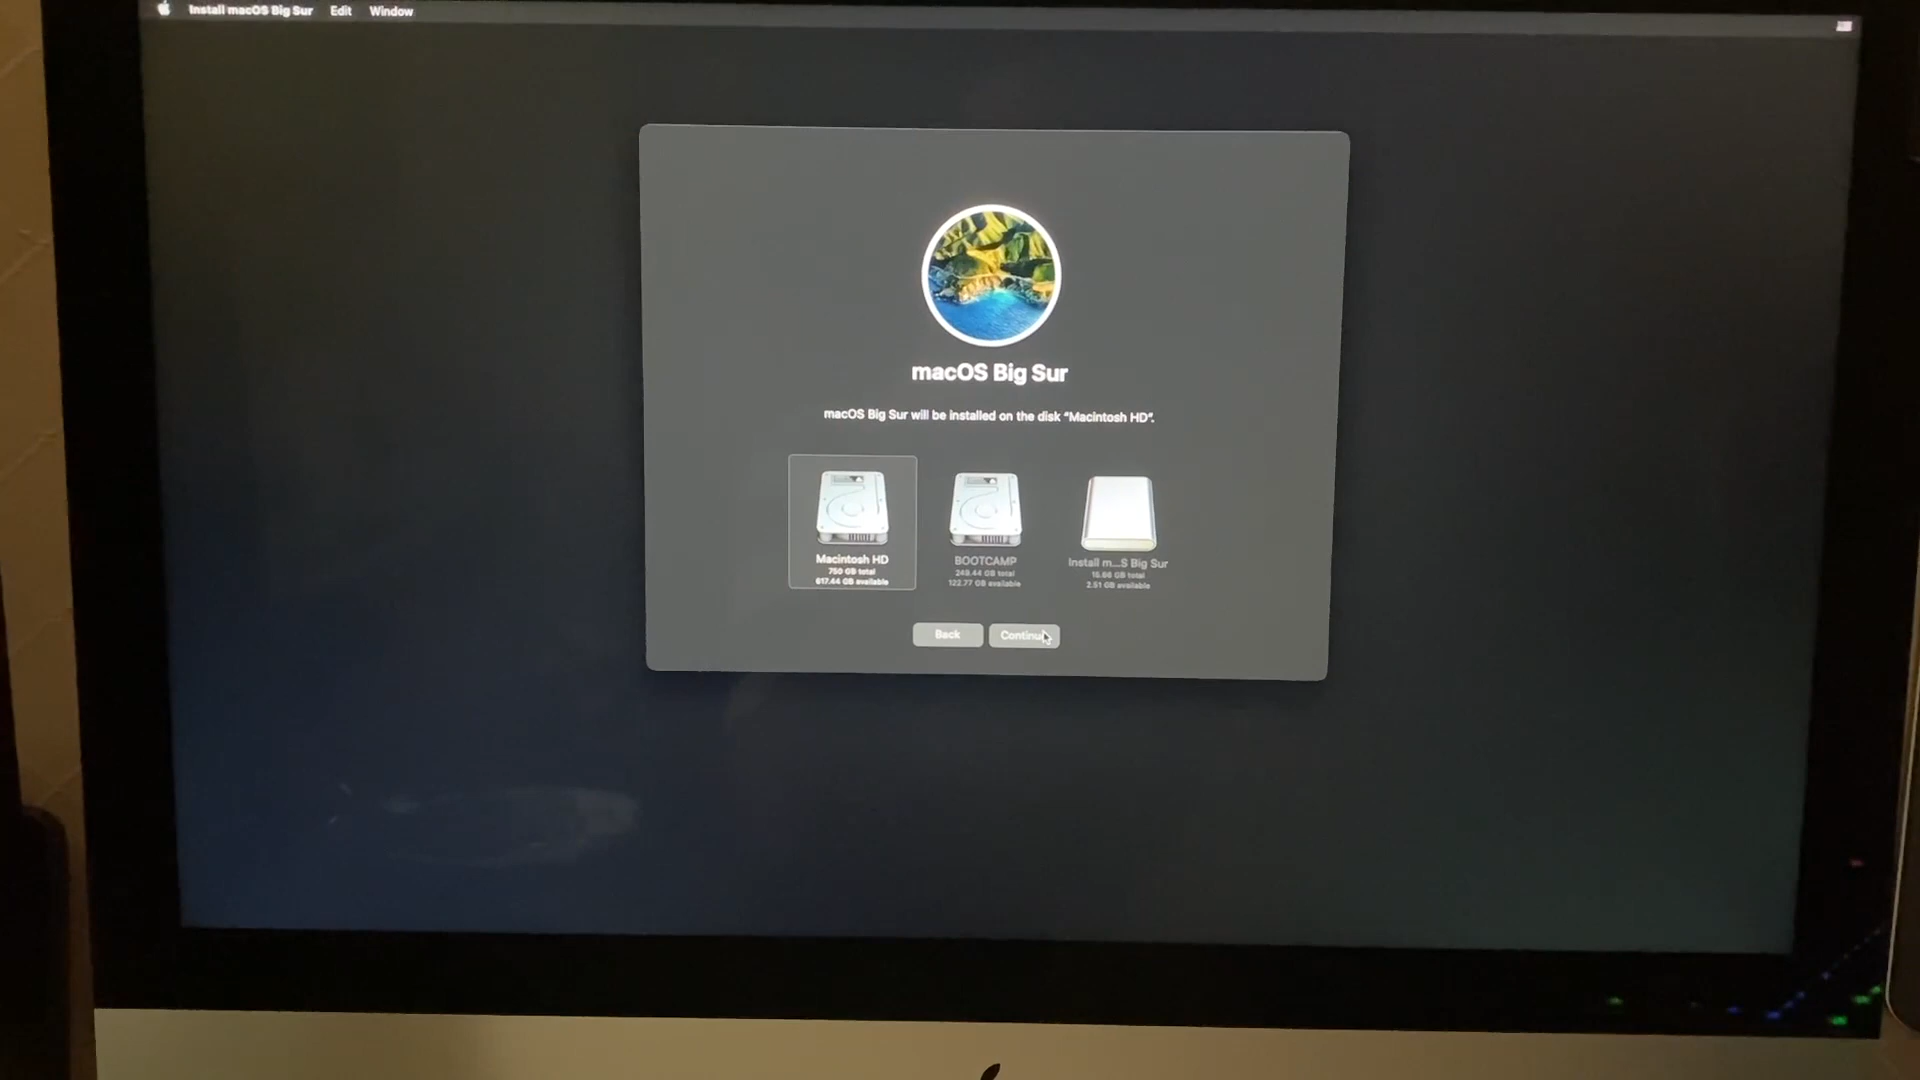 Install macOS Big Sur Edit Window
macOS Big Sur
macOS Big Sur will be installed on the disk “Macintosh HD”.
Macintosh HD
750 GB total
617.44 GB available
BOOTCAMP
249.44 GB total
122.77 GB available
Install m...S Big Sur
15.66 GB total
2.51 GB available
Back
Continue